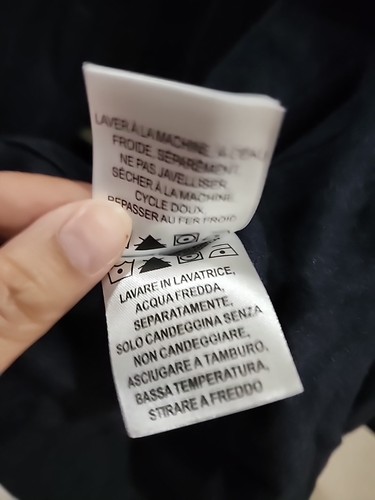 LAVER À LA MACHINE, À L'EAU
FROIDE, SEPARÉMENT.
NE PAS JAVELLISER.
SÉCHER À LA MACHINE
CYCLE DOUX.
REPASSER AU FER FROID
LAVARE IN LAVATRICE,
ACQUA FREDDA,
SEPARATAMENTE,
SOLO CANDEGGINA SENZA
NON CANDEGGIARE,
ASCIUGARE A TAMBURO,
BASSA TEMPERATURA,
STIRARE A FREDDO